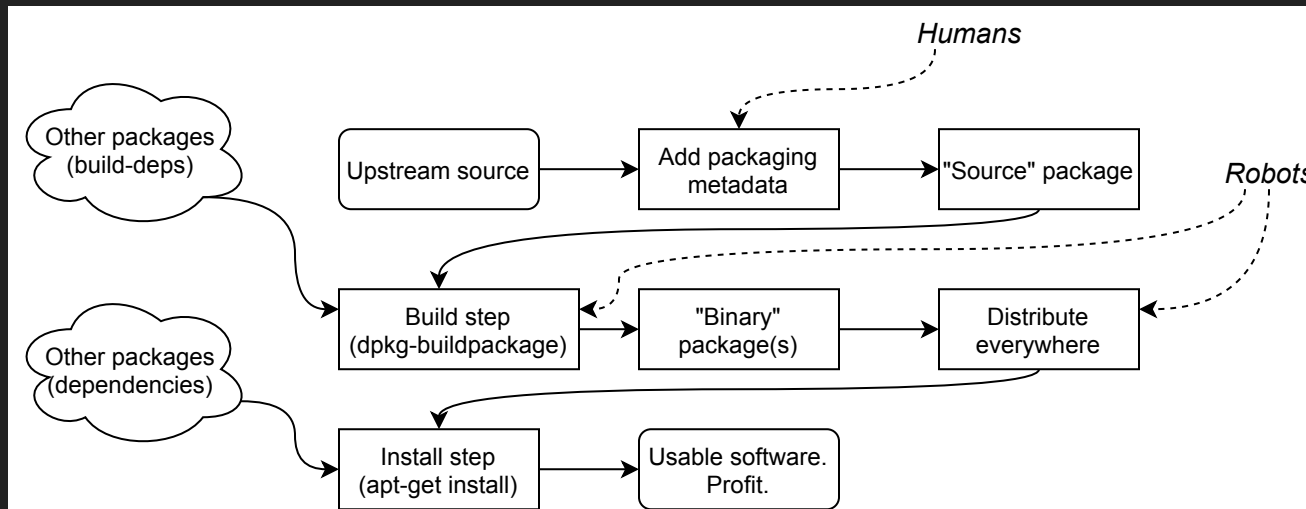 Humans
Other packages
(build-deps)
Upstream source
Add packaging
metadata
"Source" package
Robots
Other packages
(dependencies)
Build step
(dpkg-buildpackage)
"Binary"
package(s)
Distribute
everywhere
Install step
(apt-get install)
Usable software.
Profit.